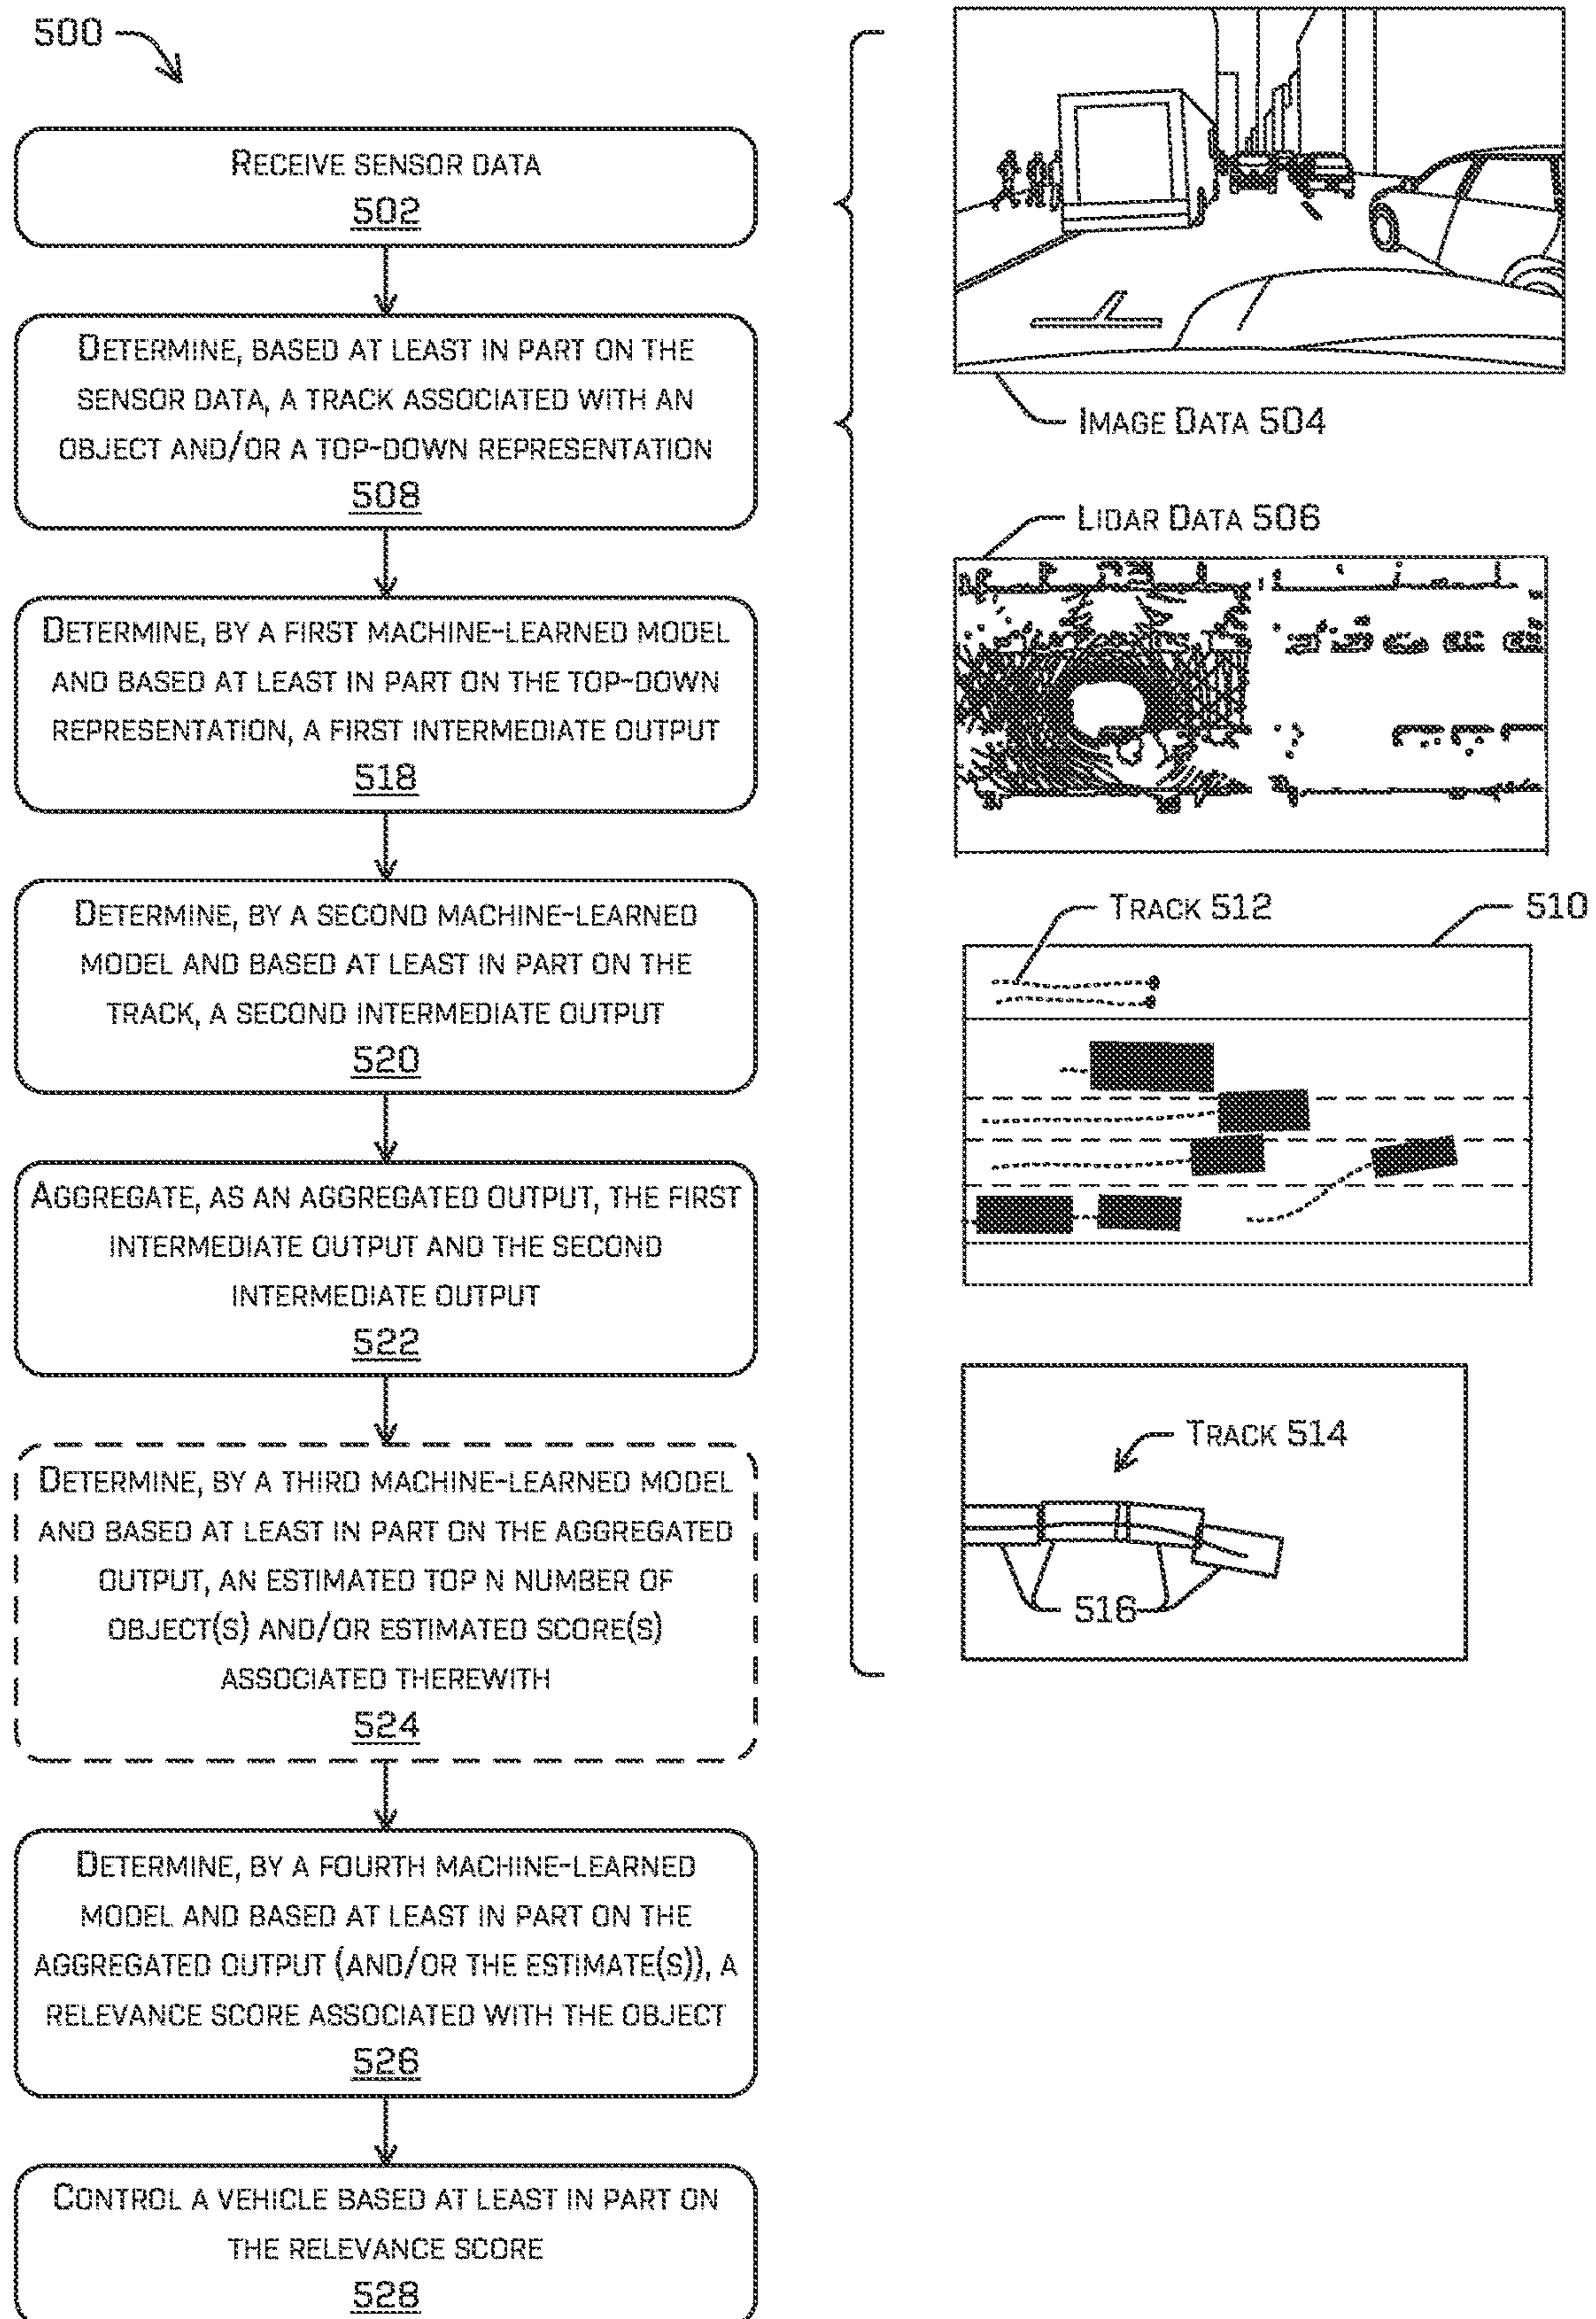 500
RECEIVE SENSOR DATA
502
DETERMINE, BASED AT LEAST IN PART ON THE
SENSOR DATA, A TRACK ASSOCIATED WITH AN
OBJECT AND/OR A TOP-DOWN REPRESENTATION
508
DETERMINE, BY A FIRST MACHINE-LEARNED MODEL
AND BASED AT LEAST IN PART ON THE TOP-DOWN
REPRESENTATION, A FIRST INTERMEDIATE OUTPUT
518
DETERMINE, BY A SECOND MACHINE-LEARNED
MODEL AND BASED AT LEAST IN PART ON THE
TRACK, A SECOND INTERMEDIATE OUTPUT
520
AGGREGATE, AS AN AGGREGATED OUTPUT, THE FIRST
INTERMEDIATE OUTPUT AND THE SECOND
INTERMEDIATE OUTPUT
522
DETERMINE, BY A THIRD MACHINE-LEARNED MODEL
AND BASED AT LEAST IN PART ON THE AGGREGATED
OUTPUT, AN ESTIMATED TOP N NUMBER OF
OBJECT(S) AND/OR ESTIMATED SCORE(S)
ASSOCIATED THEREWITH
524
DETERMINE, BY A FOURTH MACHINE-LEARNED
MODEL AND BASED AT LEAST IN PART ON THE
AGGREGATED OUTPUT (AND/OR THE ESTIMATE(S)), A
RELEVANCE SCORE ASSOCIATED WITH THE OBJECT
526
CONTROL A VEHICLE BASED AT LEAST IN PART ON
THE RELEVANCE SCORE
528
IMAGE DATA 504
LIDAR DATA 506
TRACK 512
510
TRACK 514
516